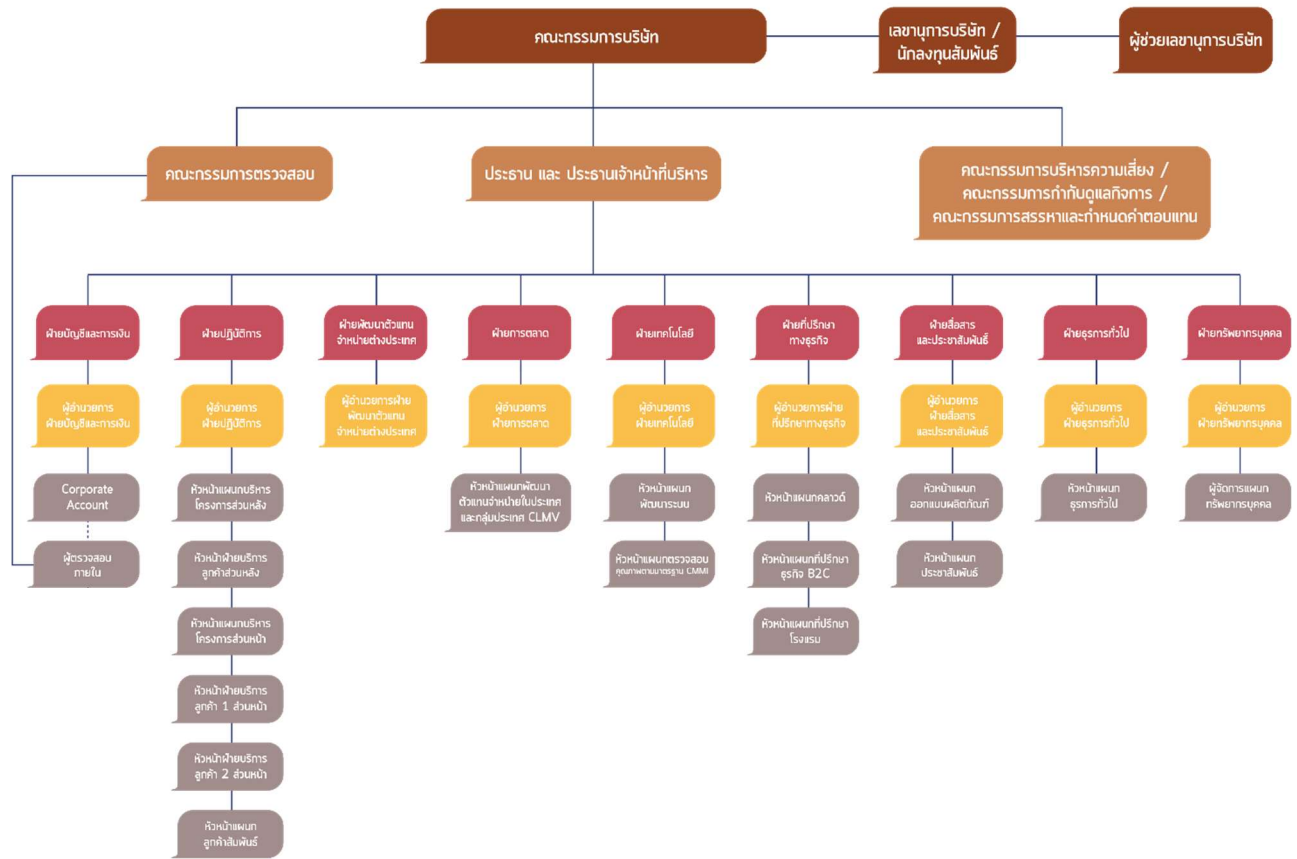 คณะกรรมการบริษัท
เลขานุการบริษัท /
นักลงทุนสัมพันธ์
ผู้ช่วยเลขานุการบริษัท
คณะกรรมการตรวจสอบ
ประธาน และ ประธานเจ้าหน้าที่บริหาร
คณะกรรมการบริหารความเสี่ยง /
คณะกรรมการกำกับดูแลกิจการ /
คณะกรรมการสรรหาและกำหนดค่าตอบแทน
ฝ่ายบัญชีและการเงิน
ฝ่ายปฏิบัติการ
ฝ่ายพัฒนาตัวแทน
จำหน่ายต่างประเทศ
ฝ่ายการตลาด
ฝ่ายเทคโนโลยี
ฝ่ายที่ปรึกษา
ทางธุรกิจ
ฝ่ายสื่อสาร
และประชาสัมพันธ์
ฝ่ายธุรการทั่วไป
ฝ่ายทรัพยากรบุคคล
ผู้อำนวยการ
ฝ่ายบัญชีและการเงิน
ผู้อำนวยการ
ฝ่ายปฏิบัติการ
ผู้อำนวยการฝ่าย
พัฒนาตัวแทน
จำหน่ายต่างประเทศ
ผู้อำนวยการ
ฝ่ายการตลาด
ผู้อำนวยการ
ฝ่ายเทคโนโลยี
ผู้อำนวยการฝ่าย
ที่ปรึกษาทางธุรกิจ
ผู้อำนวยการ
ฝ่ายสื่อสาร
และประชาสัมพันธ์
ผู้อำนวยการ
ฝ่ายธุรการทั่วไป
ผู้อำนวยการ
ฝ่ายทรัพยากรบุคคล
Corporate
Account
หัวหน้าแผนกบริหาร
โครงการส่วนหลัง
หัวหน้าแผนกพัฒนา
ตัวแทนจำหน่ายในประเทศ
และกลุ่มประเทศ CLMV
หัวหน้าแผนก
พัฒนาระบบ
หัวหน้าแผนกคลาวด์
หัวหน้าแผนก
ออกแบบผลิตภัณฑ์
หัวหน้าแผนก
ธุรการทั่วไป
ผู้จัดการแผนก
ทรัพยากรบุคคล
ผู้ตรวจสอบ
ภายใน
หัวหน้าฝ่ายบริการ
ลูกค้าส่วนหลัง
หัวหน้าแผนกตรวจสอบ
คุณภาพตามมาตรฐาน CMMI
หัวหน้าแผนกที่ปรึกษา
ธุรกิจ B2C
หัวหน้าแผนก
ประชาสัมพันธ์
หัวหน้าแผนกบริหาร
โครงการส่วนหน้า
หัวหน้าแผนกที่ปรึกษา
โรงแรม
หัวหน้าฝ่ายบริการ
ลูกค้า 1 ส่วนหน้า
หัวหน้าฝ่ายบริการ
ลูกค้า 2 ส่วนหน้า
หัวหน้าแผนก
ลูกค้าสัมพันธ์